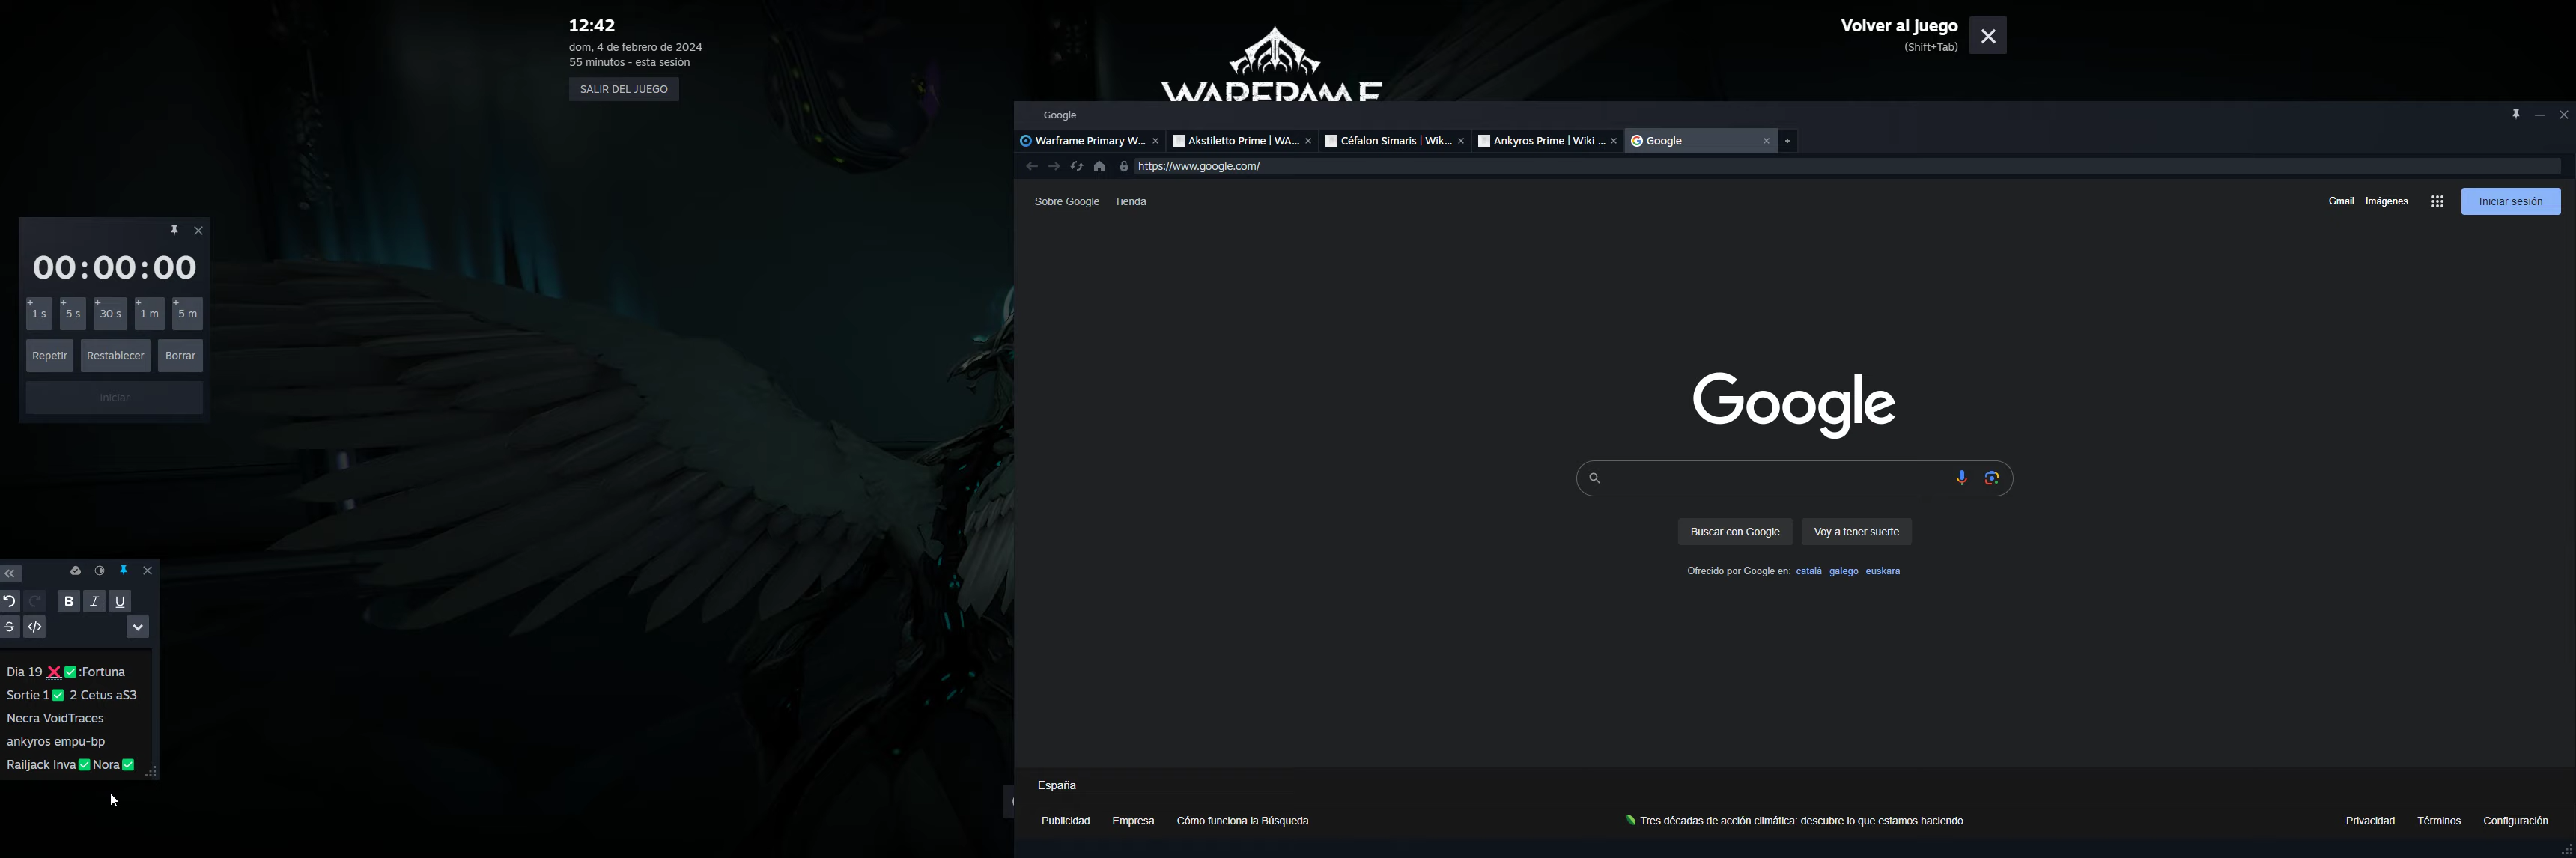 12:42
dom, 4 de febrero de 2024
55 minutos - esta sesión
SALIR DEL JUEGO
WARFRAME
Volver al juego
(Shift+Tab)
Google
Warframe Primary W...
Akstiletto Prime | WA...
Céfalon Simaris | Wik...
Ankyros Prime | Wiki ...
Google
https://www.google.com/
Sobre Google Tienda
Gmail Imágenes
Iniciar sesión
00:00:00
+ 1 s
+ 5 s
+ 30 s
+ 1 m
+ 5 m
Repetir Restablecer Borrar
Iniciar
Google
Buscar con Google
Voy a tener suerte
Ofrecido por Google en: català galego euskara
B I U
S </>
Dia 19 ❌✅:Fortuna
Sortie 1✅ 2 Cetus aS3
Necra VoidTraces
ankyros empu-bp
Railjack Inva✅Nora✅
España
Publicidad Empresa Cómo funciona la Búsqueda
Tres décadas de acción climática: descubre lo que estamos haciendo
Privacidad Términos Configuración